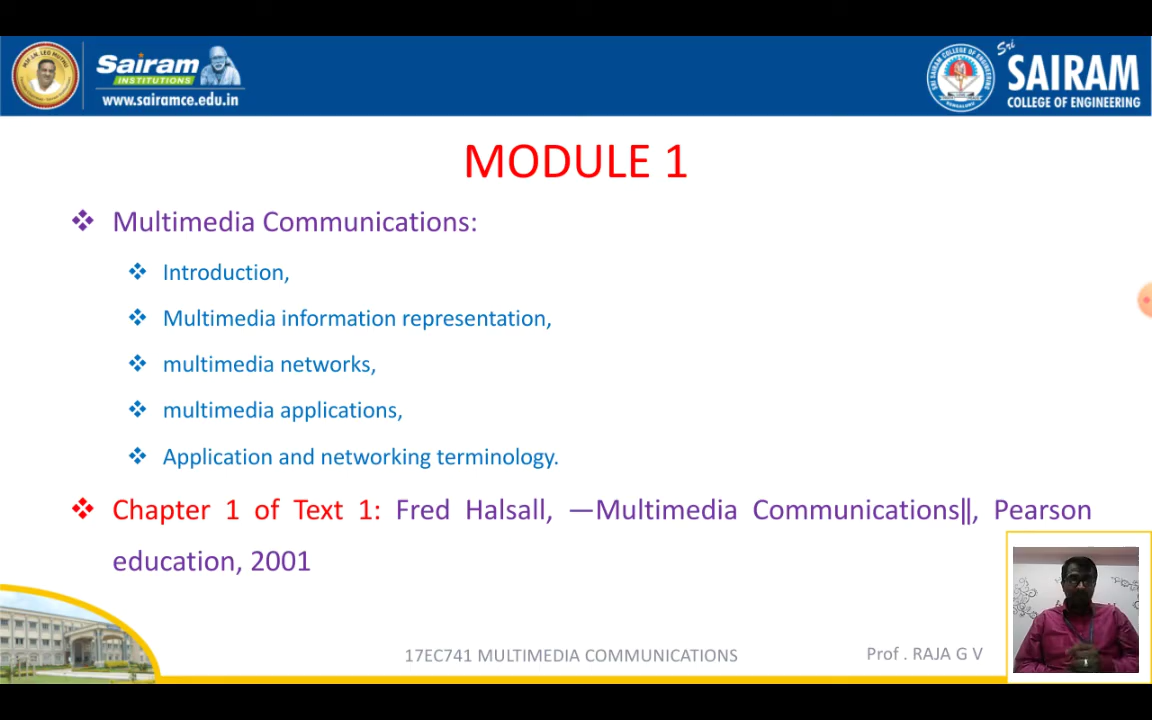 Sairam
INSTITUTIONS
www.sairamce.edu.in
Sri
SAIRAM
COLLEGE OF ENGINEERING
MODULE 1
❖ Multimedia Communications:
❖ Introduction,
❖ Multimedia information representation,
❖ multimedia networks,
❖ multimedia applications,
❖ Application and networking terminology.
❖ Chapter 1 of Text 1: Fred Halsall, ―Multimedia Communications‖, Pearson
education, 2001
17EC741 MULTIMEDIA COMMUNICATIONS
Prof . RAJA G V